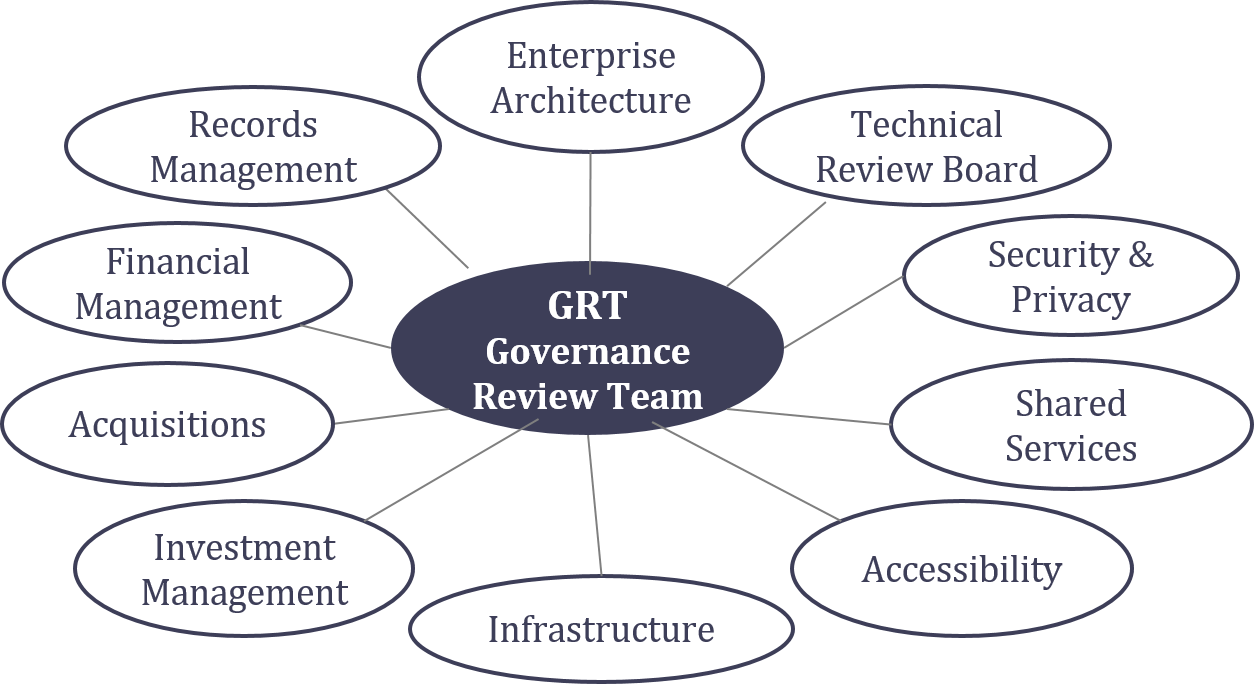 Enterprise
Architecture
Technical
Review Board
Security &
Privacy
Shared
Services
Accessibility
Infrastructure
Investment
Management
Acquisitions
Financial
Management
Records
Management
GRT
Governance
Review Team